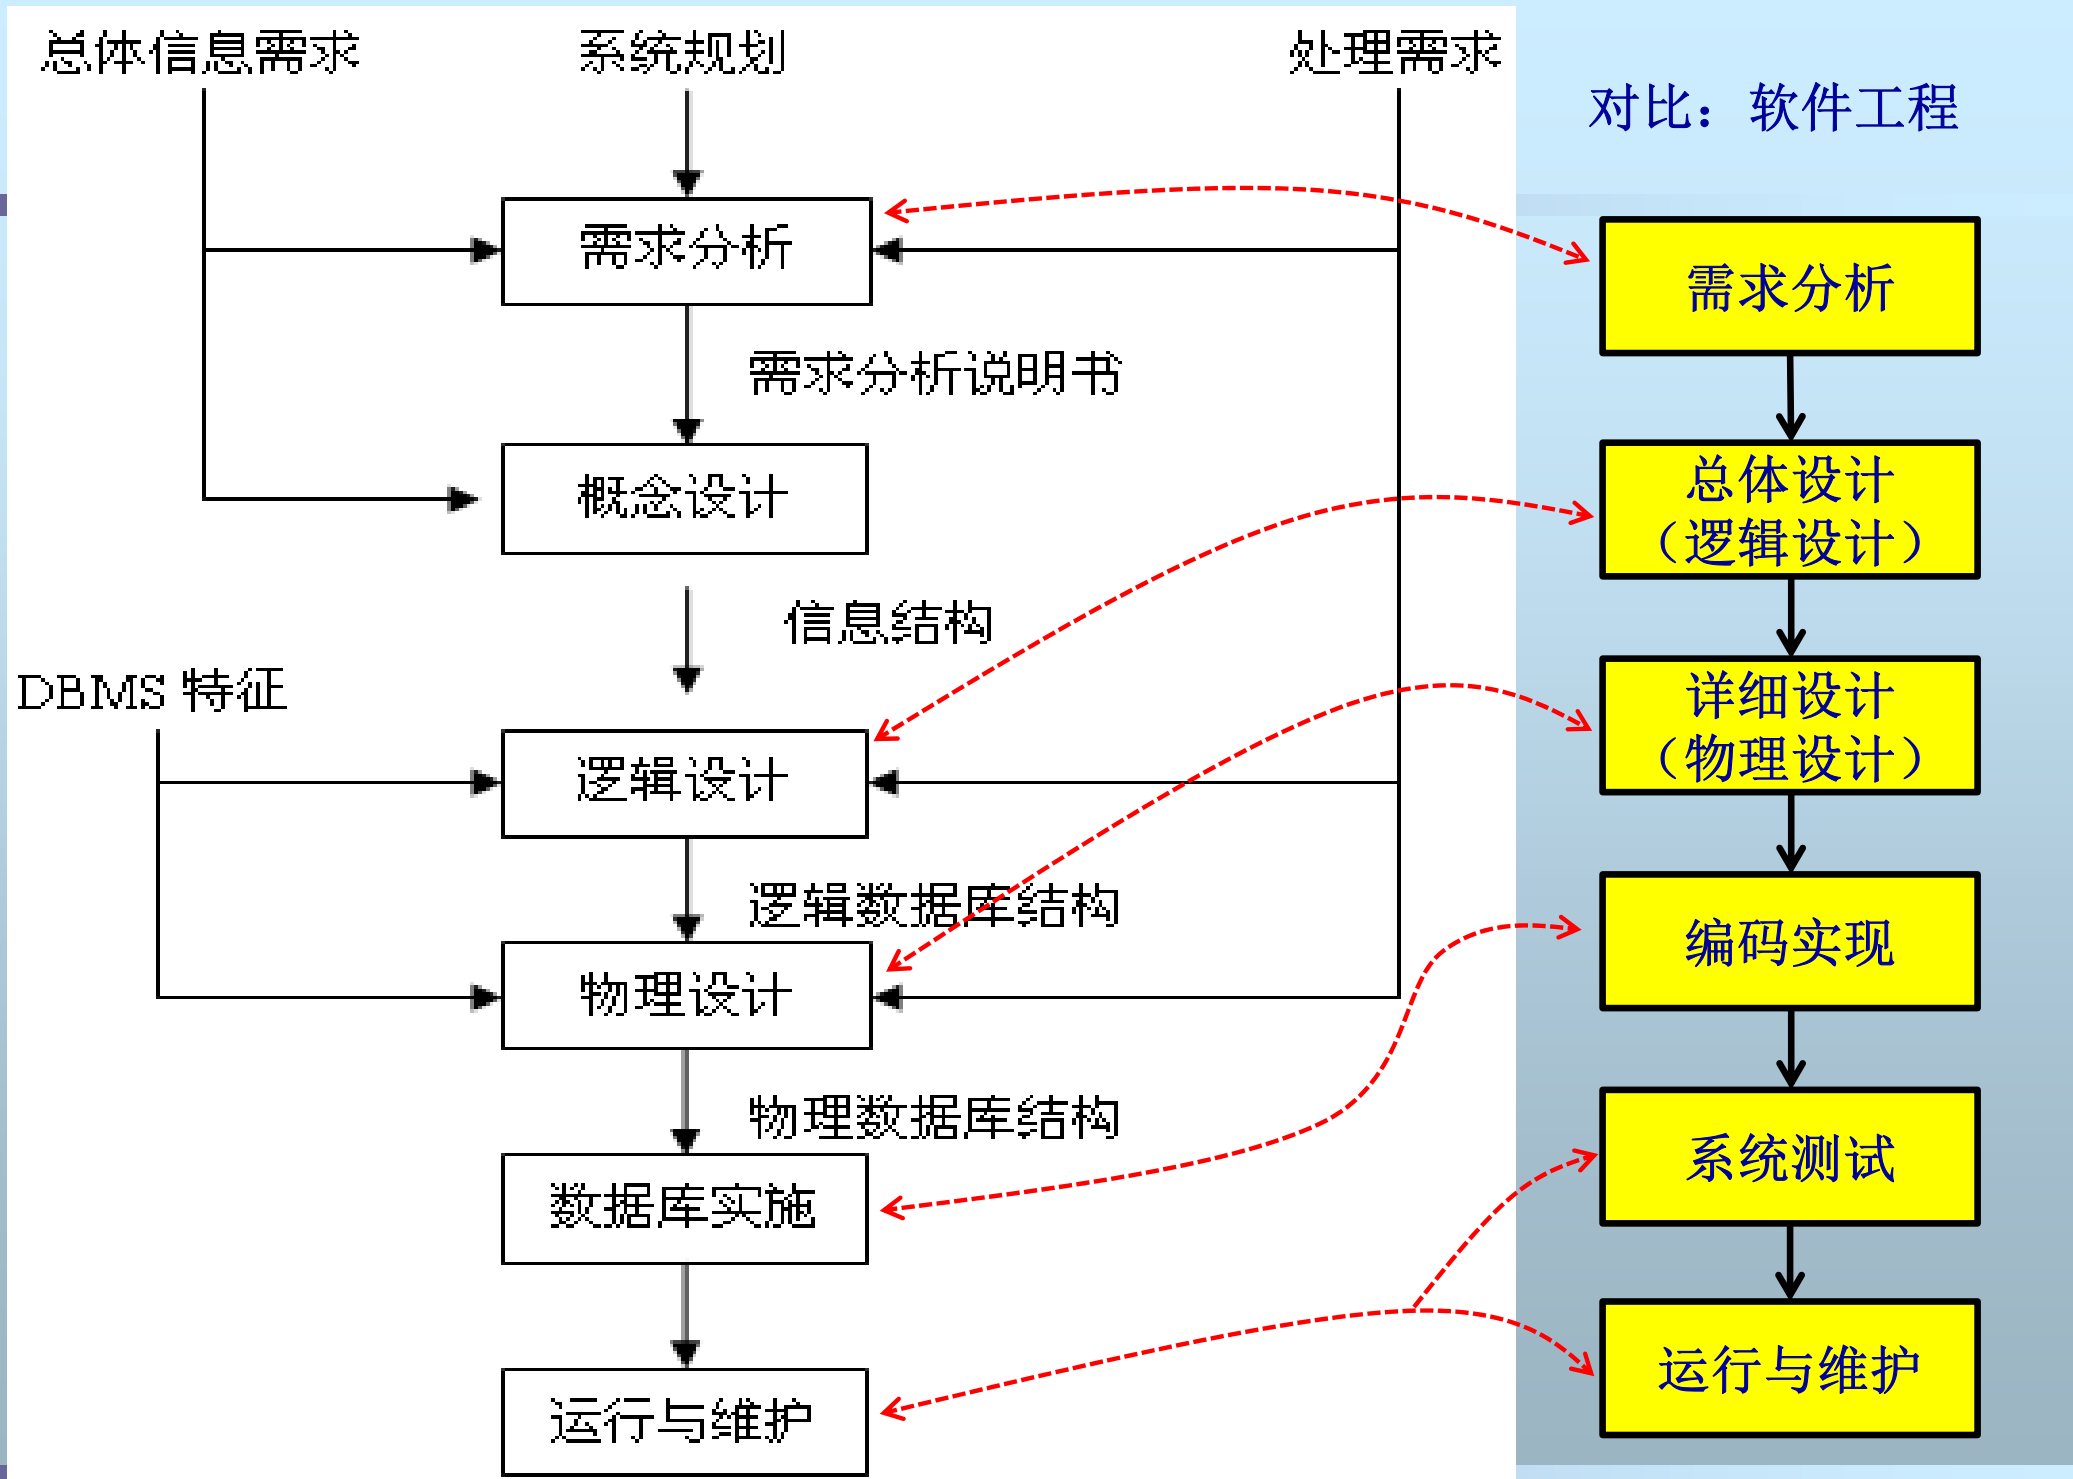 总体信息需求
系统规划
处理需求
对比：软件工程
需求分析
需求分析说明书
概念设计
信息结构
DBMS 特征
逻辑设计
逻辑数据库结构
物理设计
物理数据库结构
数据库实施
运行与维护
需求分析
总体设计
（逻辑设计）
详细设计
（物理设计）
编码实现
系统测试
运行与维护